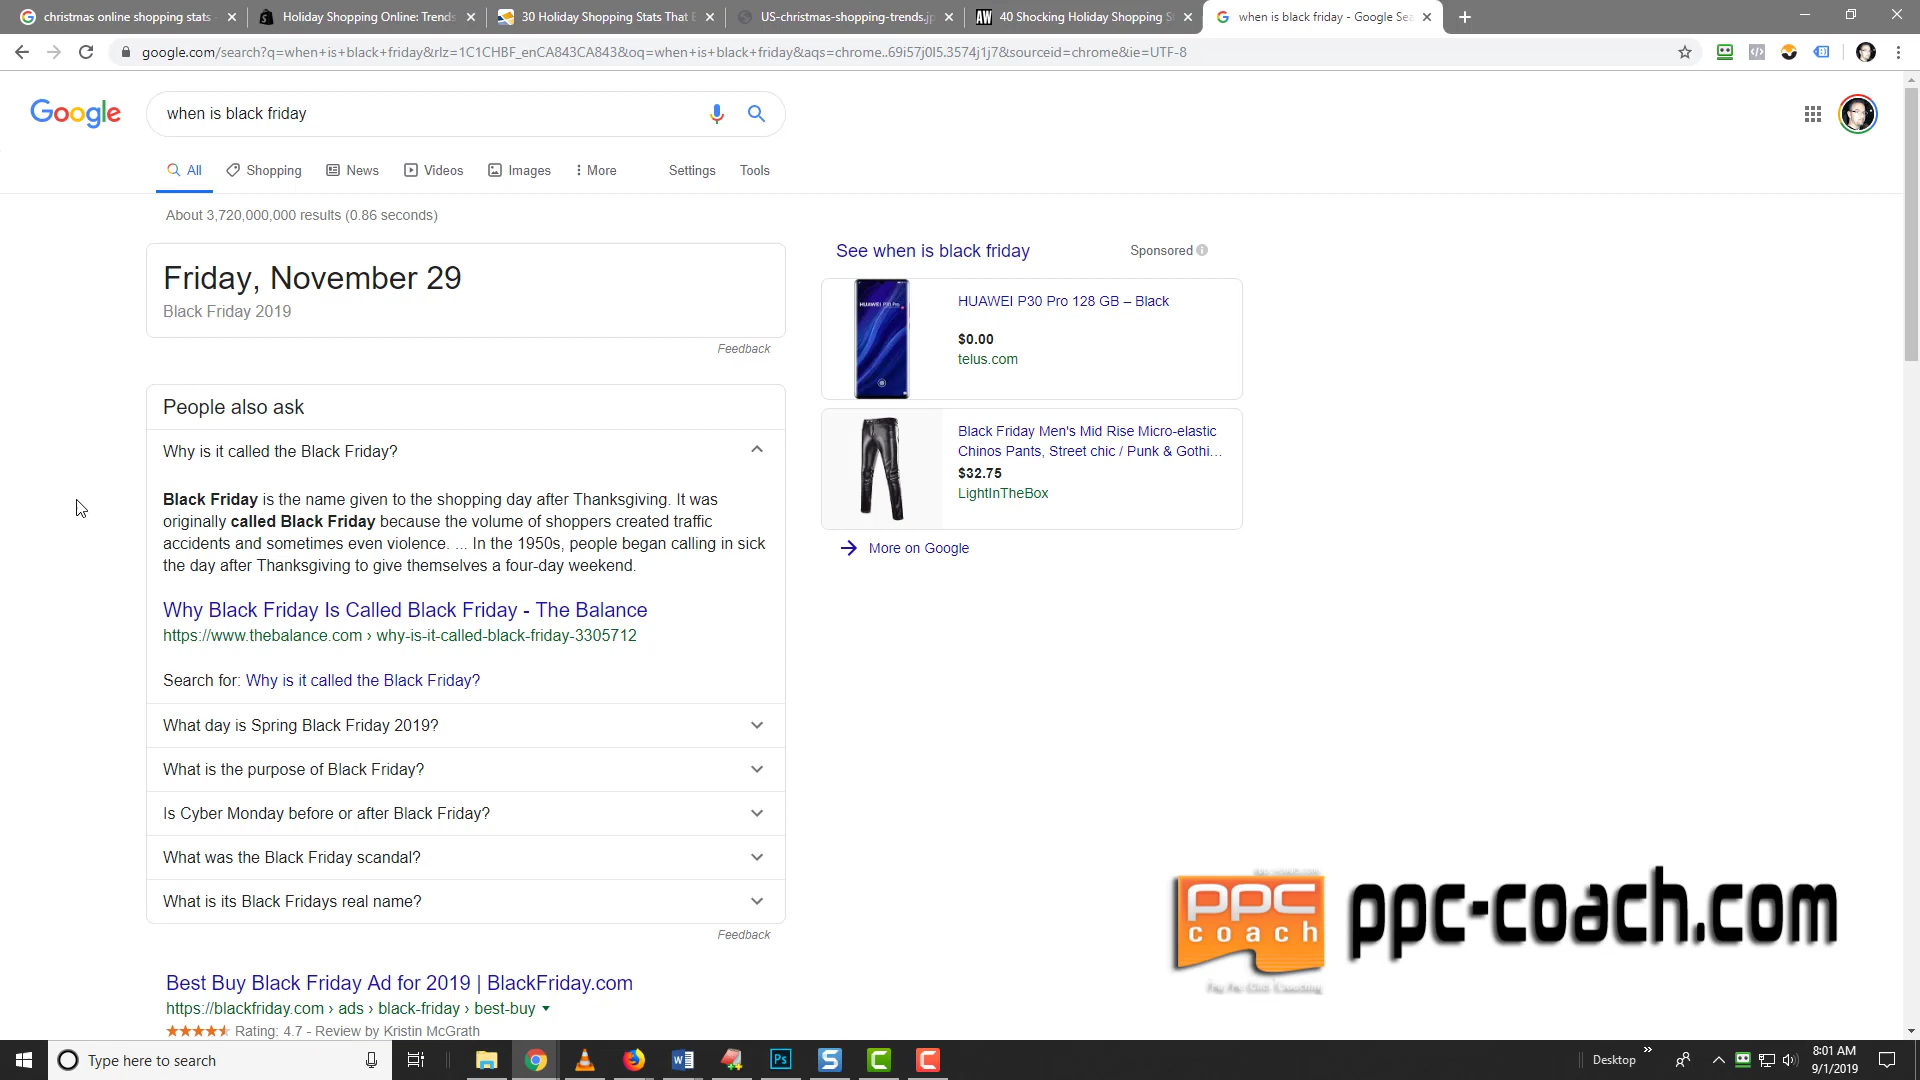 christmas online shopping stats
Holiday Shopping Online: Trends
30 Holiday Shopping Stats That
US-christmas-shopping-trends.jp
40 Shocking Holiday Shopping S
when is black friday - Google Sea
google.com/search?q=when+is+black+friday&rlz=1C1CHBF_enCA843CA843&oq=when+is+black+friday&aqs=chrome..69i57j0l5.3574j1j7&sourceid=chrome&ie=UTF-8
Google
when is black friday
All
Shopping
News
Videos
Images
More
Settings
Tools
About 3,720,000,000 results (0.86 seconds)
Friday, November 29
Black Friday 2019
Feedback
People also ask
Why is it called the Black Friday?
Black Friday is the name given to the shopping day after Thanksgiving. It was
originally called Black Friday because the volume of shoppers created traffic
accidents and sometimes even violence. ... In the 1950s, people began calling in sick
the day after Thanksgiving to give themselves a four-day weekend.
Why Black Friday Is Called Black Friday - The Balance
https://www.thebalance.com › why-is-it-called-black-friday-3305712
Search for: Why is it called the Black Friday?
What day is Spring Black Friday 2019?
What is the purpose of Black Friday?
Is Cyber Monday before or after Black Friday?
What was the Black Friday scandal?
What is its Black Fridays real name?
Feedback
Best Buy Black Friday Ad for 2019 | BlackFriday.com
https://blackfriday.com › ads › black-friday › best-buy
Rating: 4.7 - Review by Kristin McGrath
See when is black friday
Sponsored
HUAWEI P30 Pro 128 GB – Black
$0.00
telus.com
Black Friday Men's Mid Rise Micro-elastic
Chinos Pants, Street chic / Punk & Gothi...
$32.75
LightInTheBox
More on Google
ppc
coach
Pay Per Click Coaching
ppc-coach.com
Type here to search
Desktop
8:01 AM
9/1/2019